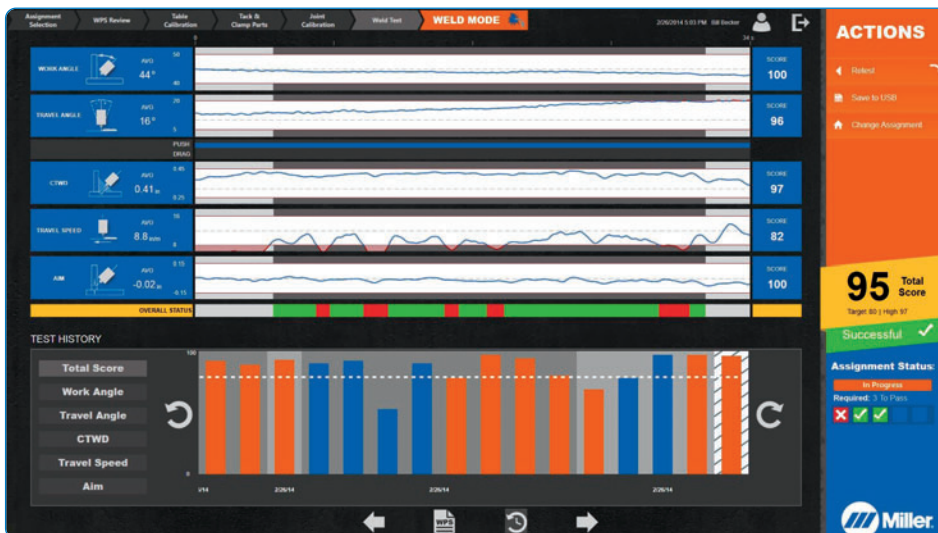 Assignment Selection
WPS Review
Table Calibration
Tack & Clamp Parts
Joint Calibration
Weld Test
WELD MODE
2/26/2014 5:03 PM Bill Becker
ACTIONS
Retest
Save to USB
Change Assignment
0
34 s
WORK ANGLE
AVG
44°
50
40
SCORE
100
TRAVEL ANGLE
AVG
16°
20
5
SCORE
96
PUSH
DRAG
CTWD
AVG
0.41 in
0.45
0.25
SCORE
97
TRAVEL SPEED
AVG
8.8 in/m
8
SCORE
82
AIM
AVG
-0.02 in
0.15
-0.15
SCORE
100
OVERALL STATUS
95 Total Score
Target 80 | High 97
Successful
Assignment Status:
In Progress
Required: 3 To Pass
TEST HISTORY
Total Score
Work Angle
Travel Angle
CTWD
Travel Speed
Aim
100
0
2/26/14
2/26/14
2/26/14
WPS
Miller